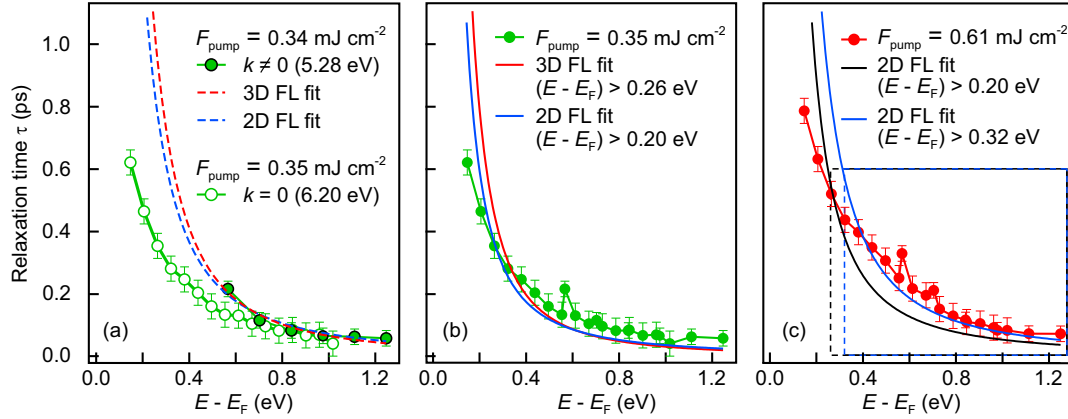 Relaxation time τ (ps)
1.0
0.8
0.6
0.4
0.2
0.0
F_pump = 0.34 mJ cm⁻²
k ≠ 0 (5.28 eV)
3D FL fit
2D FL fit
F_pump = 0.35 mJ cm⁻²
k = 0 (6.20 eV)
(a)
0.0 0.4 0.8 1.2
E - E_F (eV)
F_pump = 0.35 mJ cm⁻²
3D FL fit
(E - E_F) > 0.26 eV
2D FL fit
(E - E_F) > 0.20 eV
(b)
0.0 0.4 0.8 1.2
E - E_F (eV)
F_pump = 0.61 mJ cm⁻²
2D FL fit
(E - E_F) > 0.20 eV
2D FL fit
(E - E_F) > 0.32 eV
(c)
0.0 0.4 0.8 1.2
E - E_F (eV)